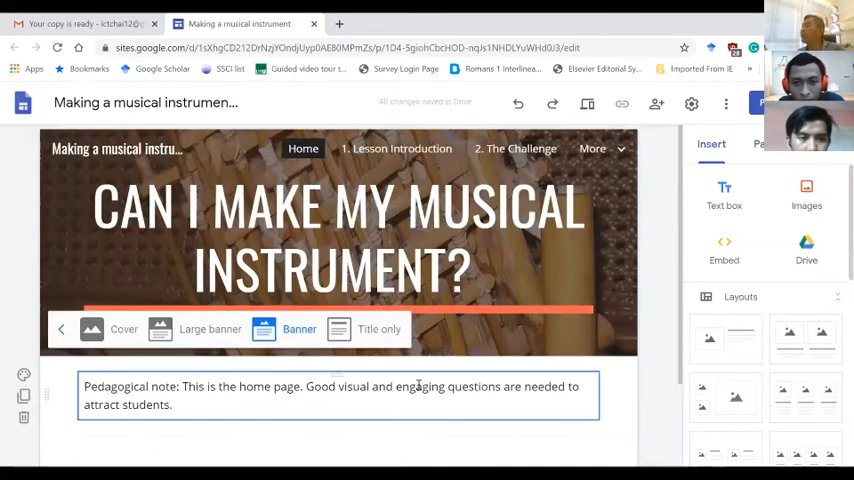 Your copy is ready - ictchai12@
Making a musical instrument
sites.google.com/1sXhgCD212DrNzjYOndjUyp0AE80MPmZs/p/1D4-5giohCbcHOD-nqJs1NHDLYuWHd0J3/edit
28
Apps
Bookmarks
Google Scholar
SSCI list
Guided video tour t...
Survey Login Page
Romans 1 Interlinea...
Elsevier Editorial Sy...
Imported From IE
»
Making a musical instrumen...
All changes saved in Drive
Making a musical instru...
Home
1. Lesson Introduction
2. The Challenge
More
CAN I MAKE MY MUSICAL
INSTRUMENT?
Cover
Large banner
Banner
Title only
Pedagogical note: This is the home page. Good visual and engaging questions are needed to
attract students.
Insert
Pa
Tt Text box
Images
Embed
Drive
Layouts